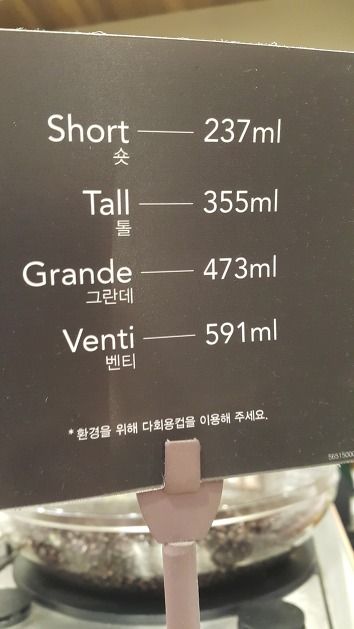 Short — 237ml
숏
Tall — 355ml
톨
Grande — 473ml
그란데
Venti — 591ml
벤티
* 환경을 위해 다회용컵을 이용해 주세요.